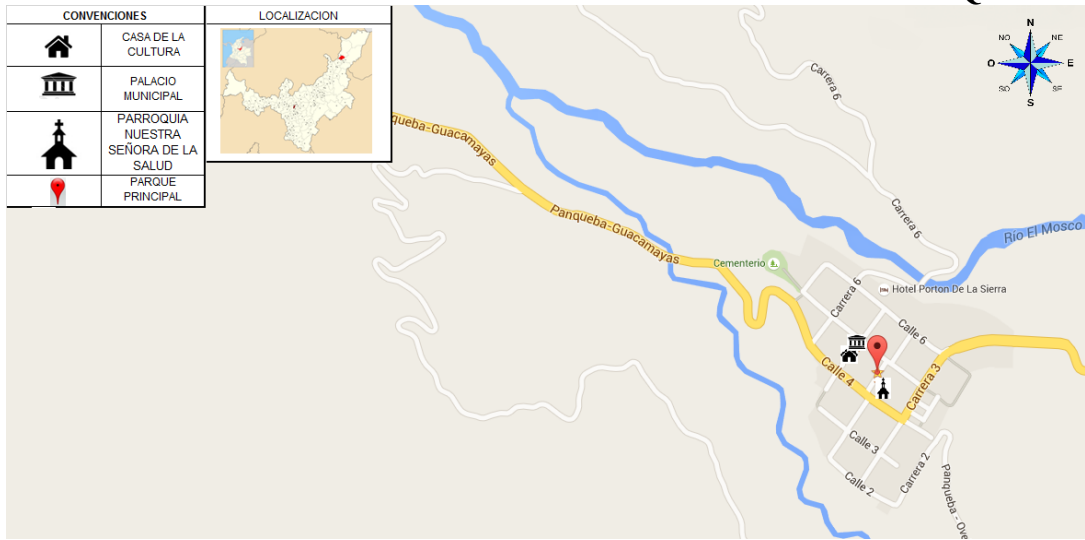 Q
CONVENCIONES
CASA DE LA
CULTURA
PALACIO
MUNICIPAL
PARROQUIA
NUESTRA
SEÑORA DE LA
SALUD
PARQUE
PRINCIPAL
LOCALIZACION
N
NO
NE
O
E
SO
SE
S
Carrera 6
Carrera 6
queba-Guacamayas
Panqueba-Guacamayas
Rio El Mosco
Cementerio
Hotel Porton De La Sierra
Carrera 6
Calle 6
Calle 4
Carrera 3
Calle 3
Calle 2
Carrera 2
Panqueba - Ove